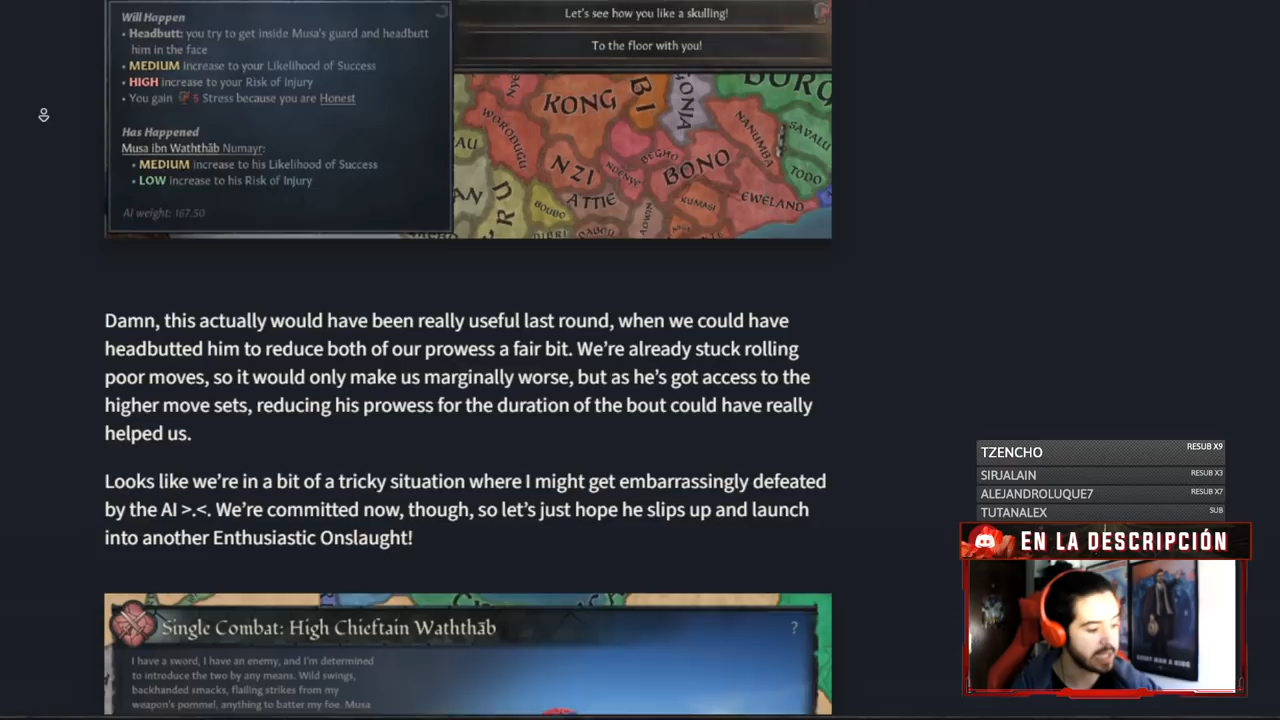 Will Happen
• Headbutt: you try to get inside Musa's guard and headbutt
him in the face
• MEDIUM increase to your Likelihood of Success
• HIGH increase to your Risk of Injury
• You gain 5 Stress because you are Honest
Has Happened
Musa ibn Waththāb Numayr:
• MEDIUM increase to his Likelihood of Success
• LOW increase to his Risk of Injury
AI weight: 167.50
Let's see how you like a skulling!
To the floor with you!
KONG
BI
GONJA
WORODUGU
NANUMBA
SAVALU
BEGHO
NZI
BONO
TODO
ATTIE
BOUBO
KUMASI
EWELAND
AOWIN
Damn, this actually would have been really useful last round, when we could have
headbutted him to reduce both of our prowess a fair bit. We're already stuck rolling
poor moves, so it would only make us marginally worse, but as he's got access to the
higher move sets, reducing his prowess for the duration of the bout could have really
helped us.
Looks like we're in a bit of a tricky situation where I might get embarrassingly defeated
by the AI >.<. We're committed now, though, so let's just hope he slips up and launch
into another Enthusiastic Onslaught!
Single Combat: High Chieftain Waththāb
?
I have a sword, I have an enemy, and I'm determined
to introduce the two by any means. Wild swings,
backhanded smacks, flailing strikes from my
weapon's pommel, anything to batter my foe. Musa
TZENCHO RESUB X9
SIRJALAIN RESUB X3
ALEJANDROLUQUE7 RESUB X7
TUTANALEX SUB
EN LA DESCRIPCIÓN